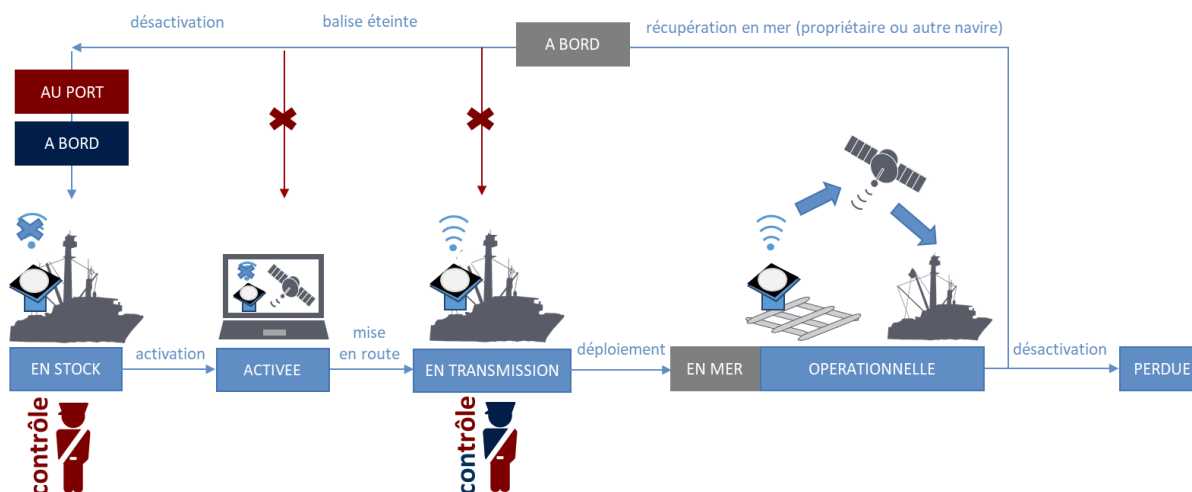 désactivation
balise éteinte
A BORD
récupération en mer (propriétaire ou autre navire)
AU PORT
A BORD
EN STOCK
activation
ACTIVEE
mise
en route
EN TRANSMISSION
déploiement
EN MER
OPERATIONNELLE
désactivation
PERDUE
contrôle
contrôle